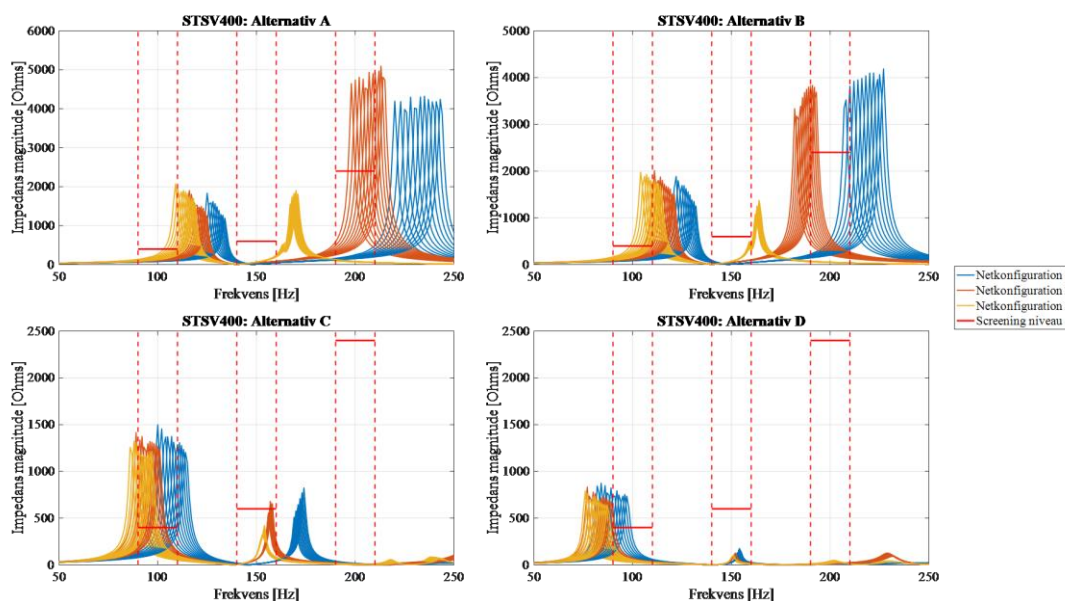 STSV400: Alternativ A
Impedans magnitude [Ohms]
6000
5000
4000
3000
2000
1000
0
50 100 150 200 250
Frekvens [Hz]
STSV400: Alternativ B
Impedans magnitude [Ohms]
5000
4000
3000
2000
1000
0
50 100 150 200 250
Frekvens [Hz]
STSV400: Alternativ C
Impedans magnitude [Ohms]
2500
2000
1500
1000
500
0
50 100 150 200 250
Frekvens [Hz]
STSV400: Alternativ D
Impedans magnitude [Ohms]
2500
2000
1500
1000
500
0
50 100 150 200 250
Frekvens [Hz]
Netkonfiguration
Netkonfiguration
Netkonfiguration
Screening niveau